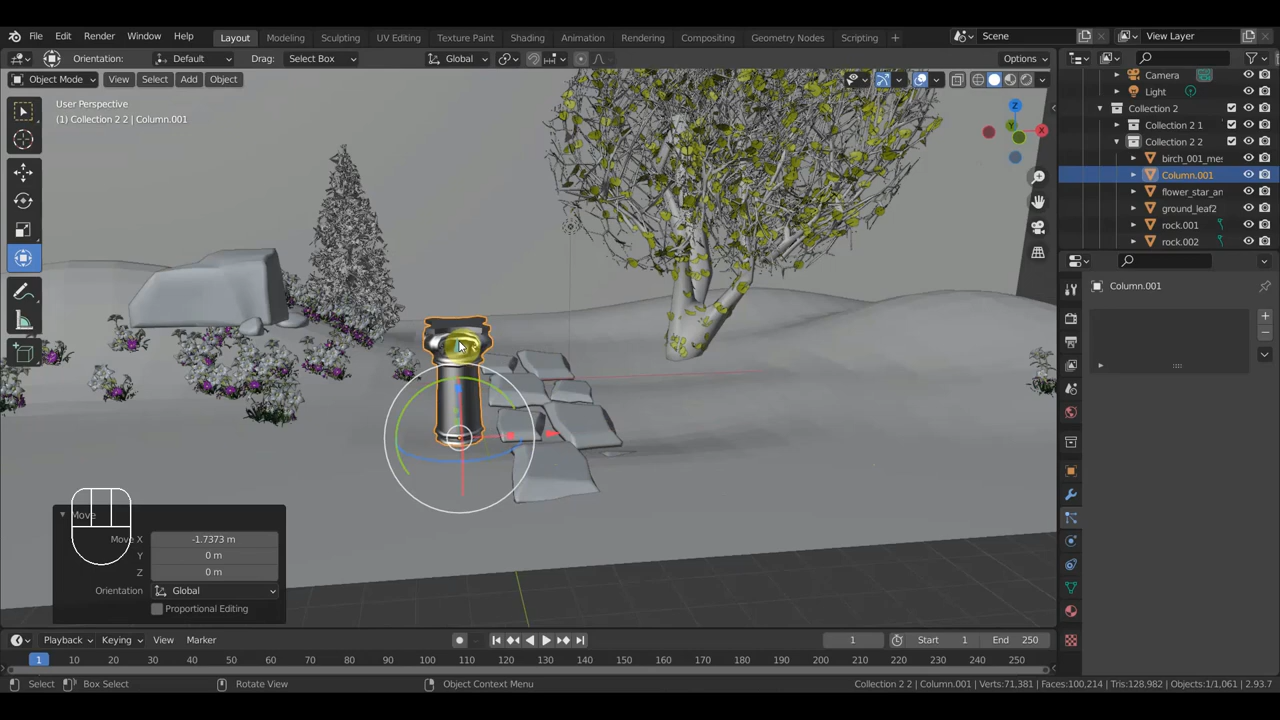 File Edit Render Window Help
Layout Modeling Sculpting UV Editing Texture Paint Shading Animation Rendering Compositing Geometry Nodes Scripting +
Scene
View Layer
Orientation: Default Drag: Select Box Global Options
Object Mode View Select Add Object
User Perspective
(1) Collection 2 2 | Column.001
Z
X
Y
Camera
Light
Collection 2
Collection 2 1
Collection 2 2
birch_001_mes
Column.001
flower_star_an
ground_leaf2
rock.001
rock.002
Column.001
Move
Move X -1.7373 m
Y 0 m
Z 0 m
Orientation Global
Proportional Editing
Playback Keying View Marker 1 Start 1 End 250
1 10 20 30 40 50 60 70 80 90 100 110 120 130 140 150 160 170 180 190 200 210 220 230 240 250
Select Box Select Rotate View Object Context Menu Collection 2 2 | Column.001 | Verts:71,381 | Faces:100,214 | Tris:128,982 | Objects:1/1,061 | 2.93.7